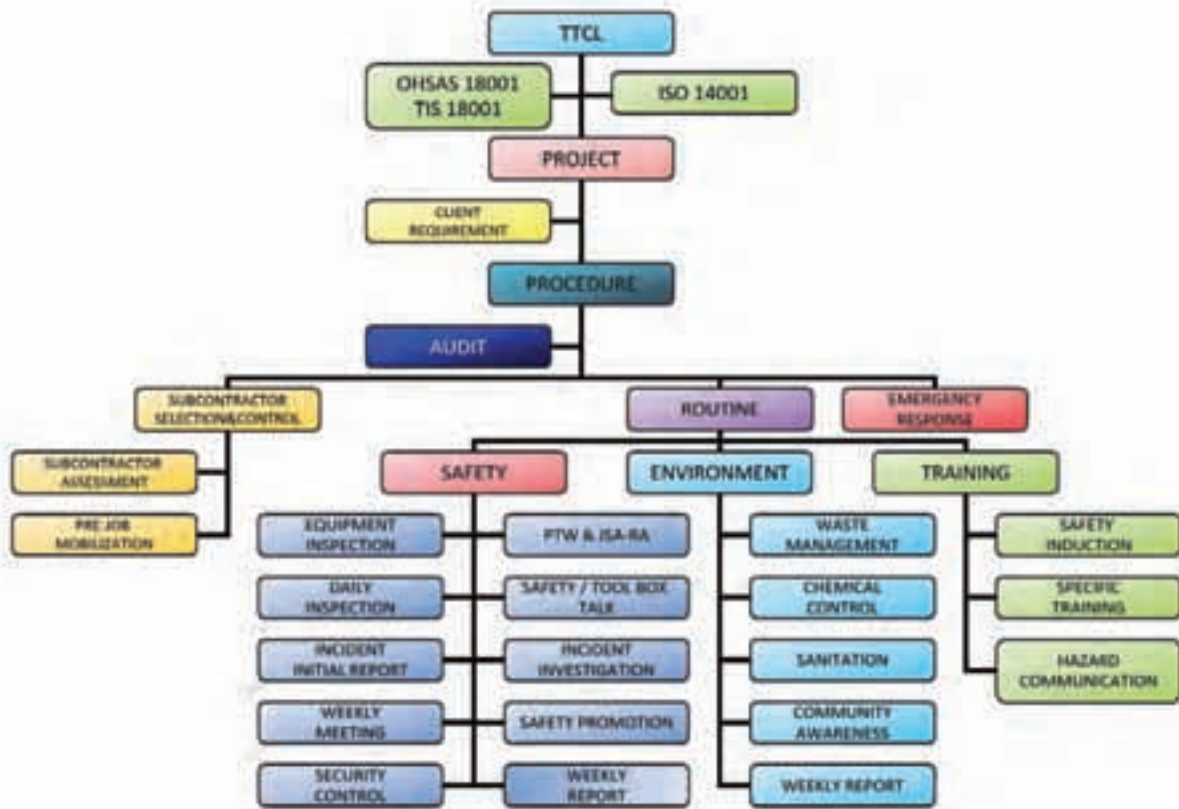 TTCL
OHSAS 18001
TIS 18001
ISO 14001
PROJECT
CLIENT
REQUIREMENT
PROCEDURE
AUDIT
SUBCONTRACTOR
SELECTION&CONTROL
ROUTINE
EMERGENCY
RESPONSE
SUBCONTRACTOR
ASSESSMENT
PRE JOB
MOBILIZATION
SAFETY
ENVIRONMENT
TRAINING
EQUIPMENT
INSPECTION
PTW & JSA-RA
WASTE
MANAGEMENT
SAFETY
INDUCTION
DAILY
INSPECTION
SAFETY / TOOL BOX
TALK
CHEMICAL
CONTROL
SPECIFIC
TRAINING
INCIDENT
INITIAL REPORT
INCIDENT
INVESTIGATION
SANITATION
HAZARD
COMMUNICATION
WEEKLY
MEETING
SAFETY PROMOTION
COMMUNITY
AWARENESS
SECURITY
CONTROL
WEEKLY
REPORT
WEEKLY REPORT